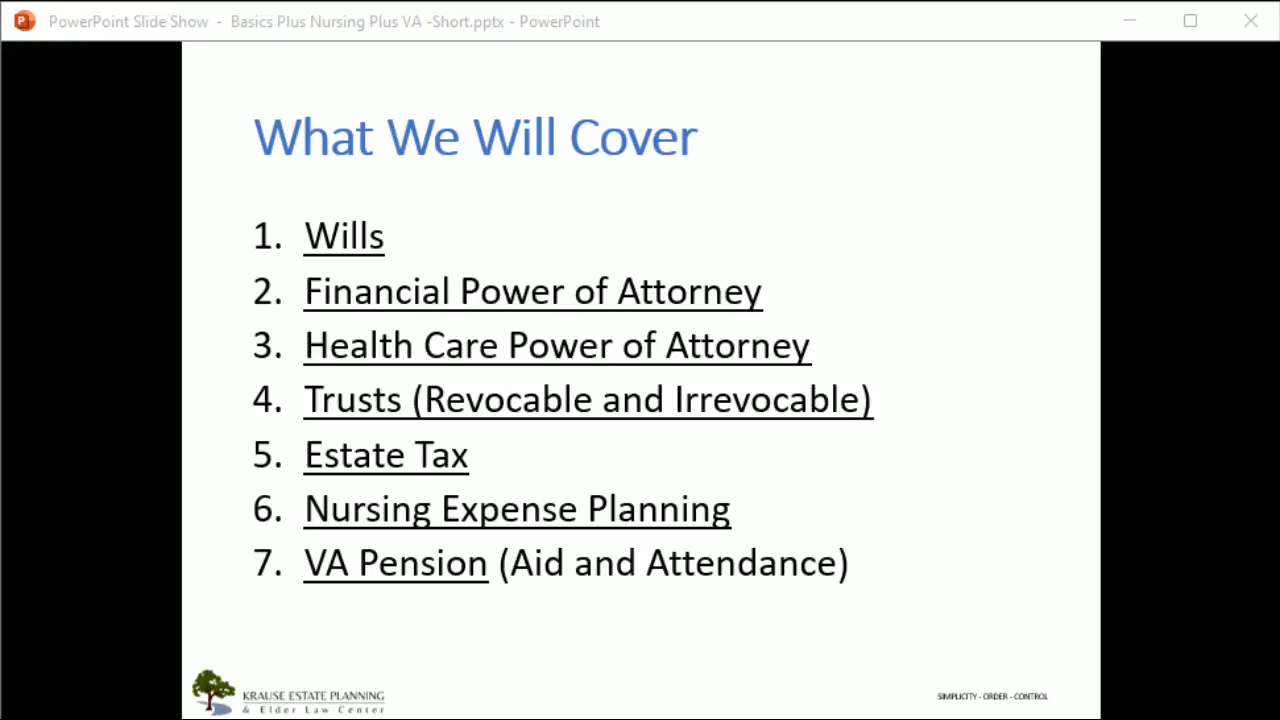 PowerPoint Slide Show - Basics Plus Nursing Plus VA -Short.pptx - PowerPoint
What We Will Cover
1. Wills
2. Financial Power of Attorney
3. Health Care Power of Attorney
4. Trusts (Revocable and Irrevocable)
5. Estate Tax
6. Nursing Expense Planning
7. VA Pension (Aid and Attendance)
KRAUSE ESTATE PLANNING
& Elder Law Center
SIMPLICITY - ORDER - CONTROL